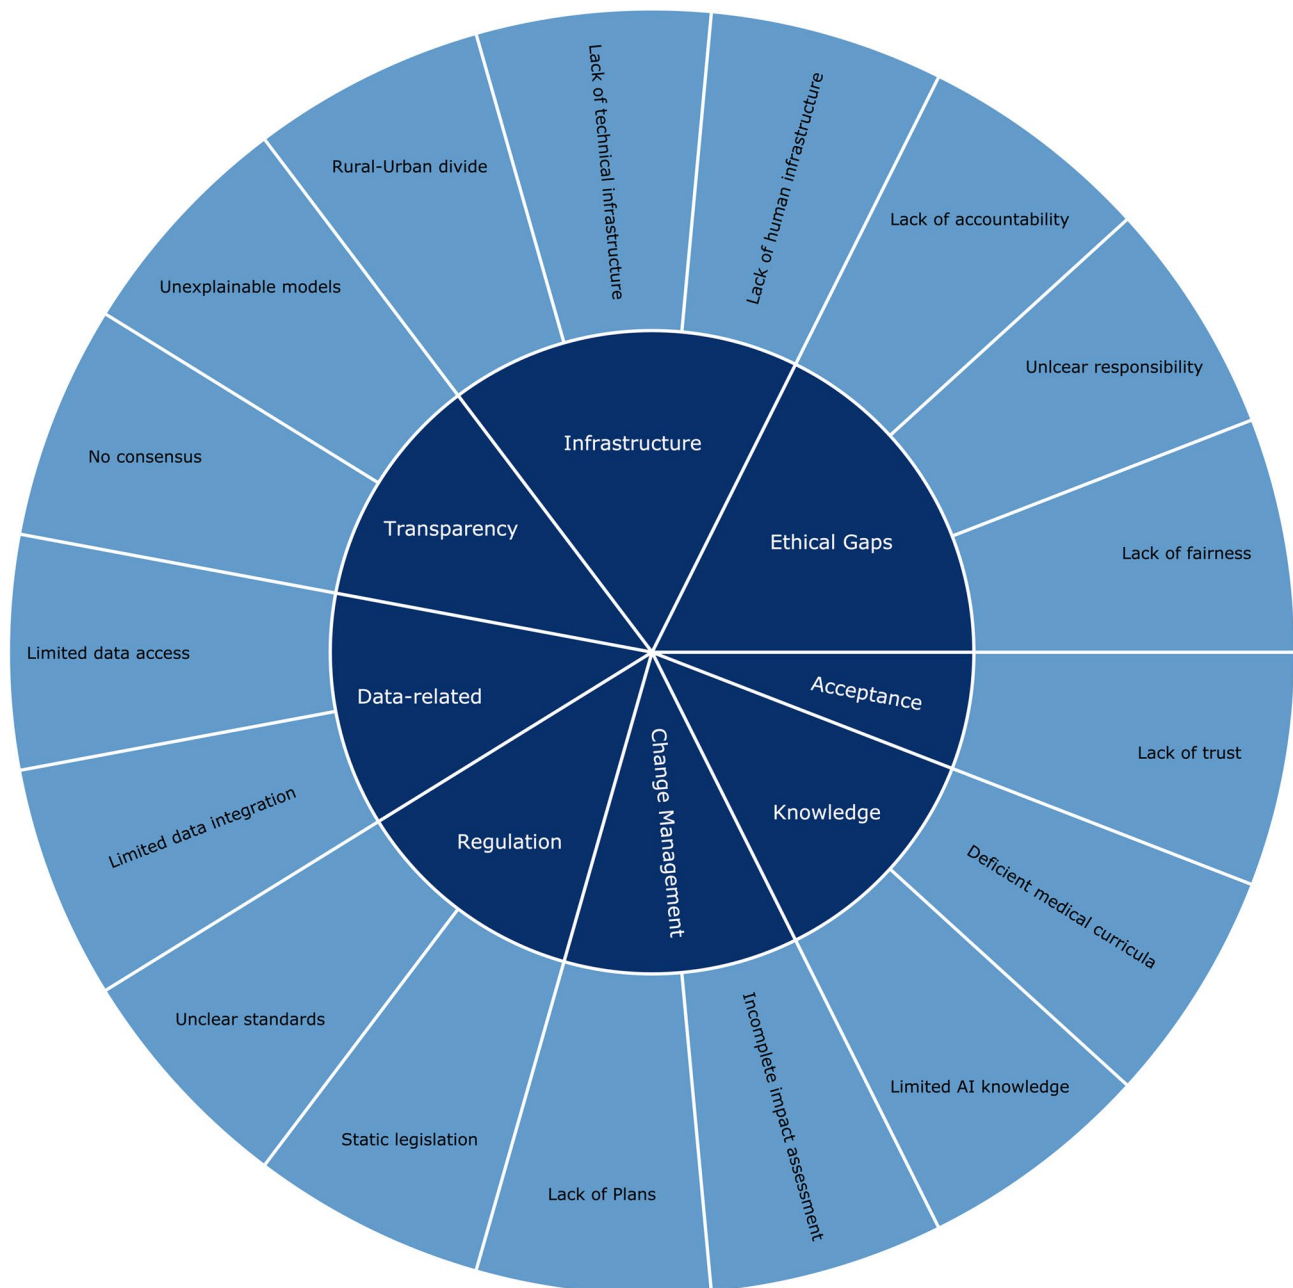 Lack of technical infrastructure
Lack of human infrastructure
Rural-Urban divide
Lack of accountability
Unexplainable models
Unlcear responsibility
Infrastructure
No consensus
Transparency
Ethical Gaps
Lack of fairness
Limited data access
Data-related
Acceptance
Lack of trust
Change Management
Limited data integration
Regulation
Knowledge
Deficient medical curricula
Unclear standards
Limited AI knowledge
Static legislation
Lack of Plans
Incomplete impact assessment